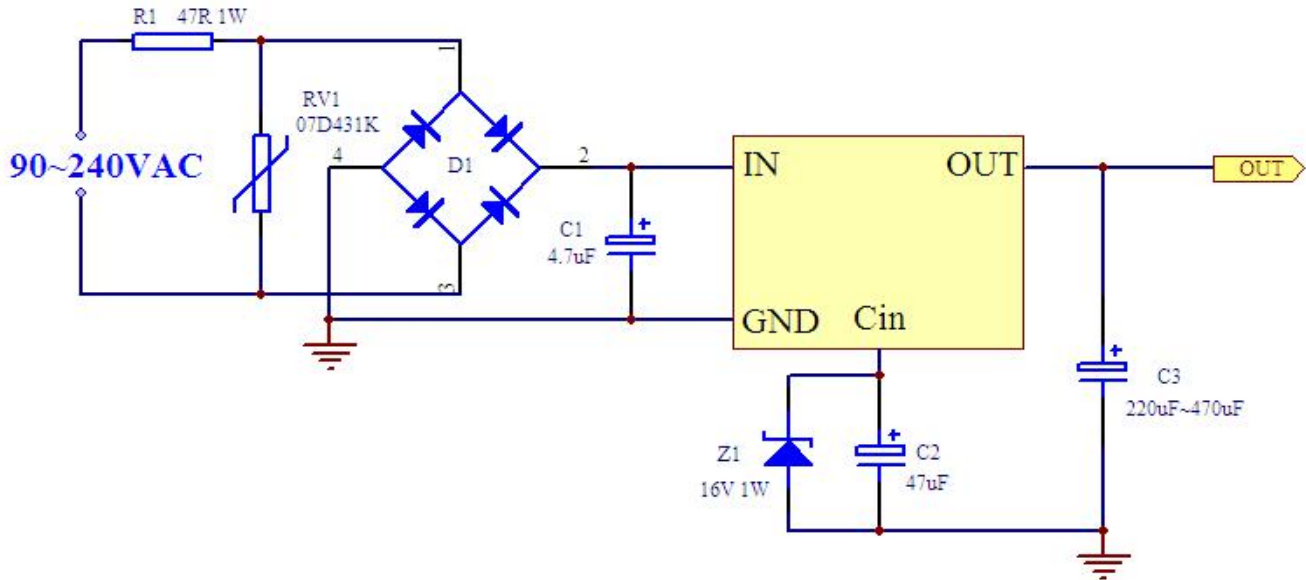 R1 47R 1W
1
RV1
07D431K
90~240VAC
4
D1
2
3
C1
4.7uF
IN
OUT
GND
Cin
OUT
Z1
16V 1W
C2
47uF
C3
220uF~470uF